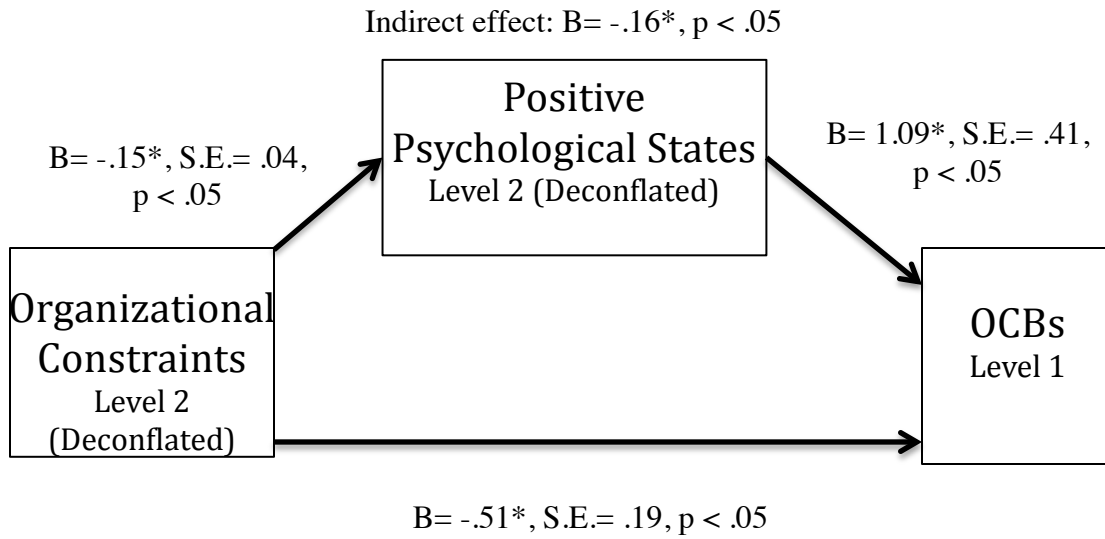 Indirect effect: B= -.16*, p < .05
Positive
Psychological States
Level 2 (Deconflated)
B= -.15*, S.E.= .04,
p < .05
B= 1.09*, S.E.= .41,
p < .05
Organizational
Constraints
Level 2
(Deconflated)
OCBs
Level 1
B= -.51*, S.E.= .19, p < .05